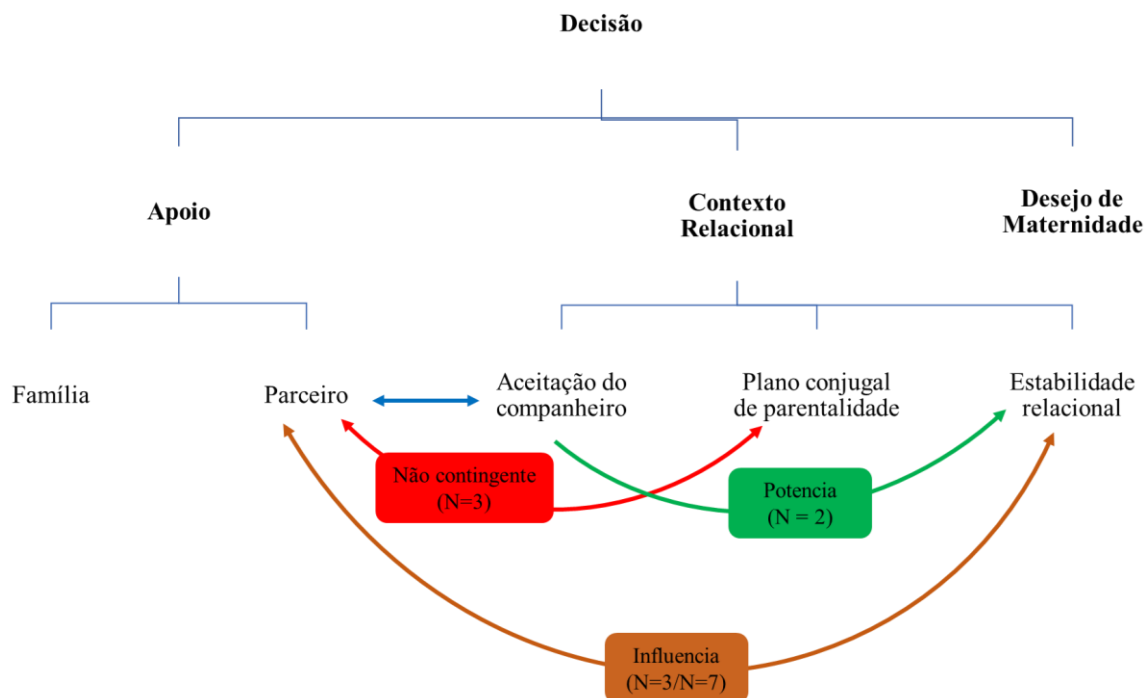 Decisão
Apoio
Contexto
Relacional
Desejo de
Maternidade
Família
Parceiro
Aceitação do
companheiro
Plano conjugal
de parentalidade
Estabilidade
relacional
Não contingente
(N=3)
Potencia
(N = 2)
Influencia
(N=3/N=7)